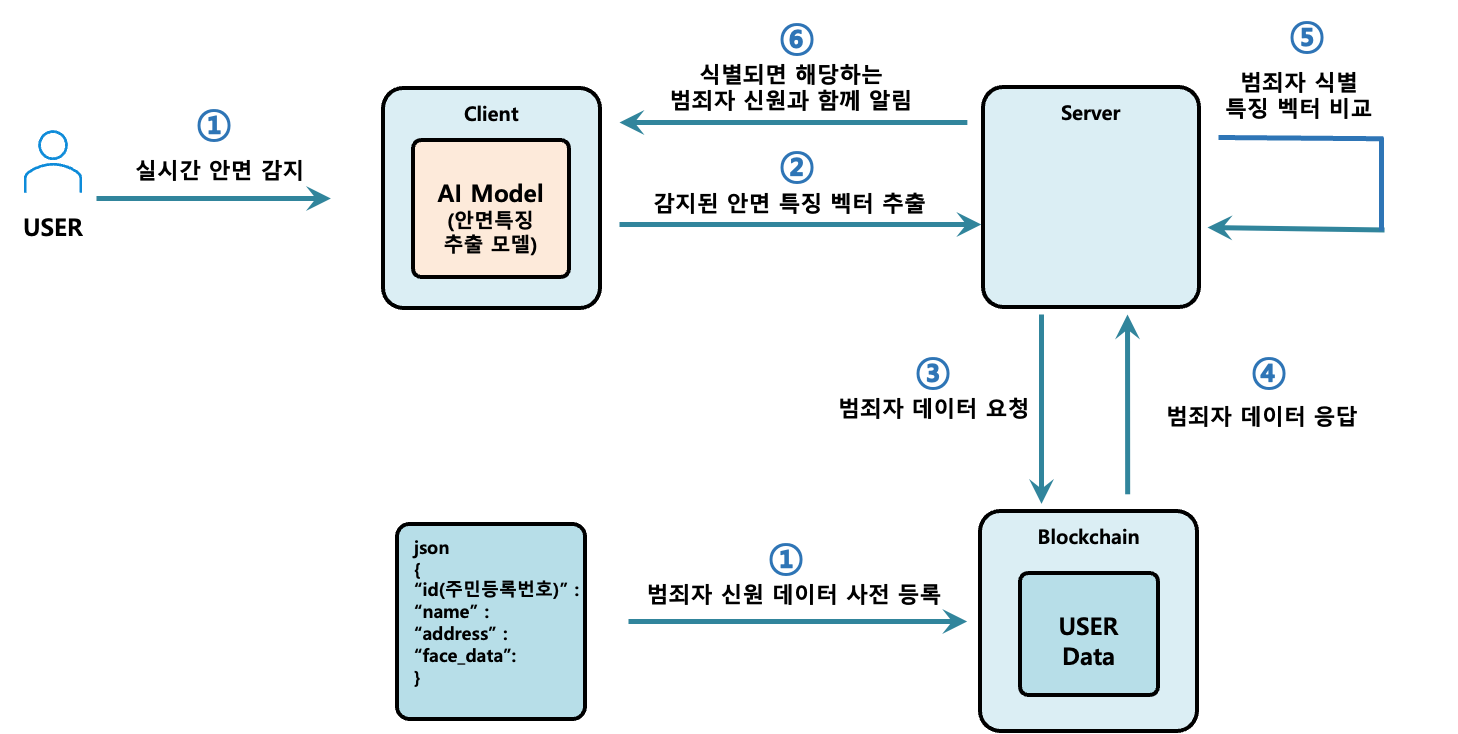 ①
실시간 안면 감지
USER
Client
AI Model
(안면특징
추출 모델)
⑥
식별되면 해당하는
범죄자 신원과 함께 알림
②
감지된 안면 특징 벡터 추출
Server
⑤
범죄자 식별
특징 벡터 비교
③
범죄자 데이터 요청
④
범죄자 데이터 응답
json
{
“id(주민등록번호)” :
“name” :
“address” :
“face_data”:
}
①
범죄자 신원 데이터 사전 등록
Blockchain
USER
Data